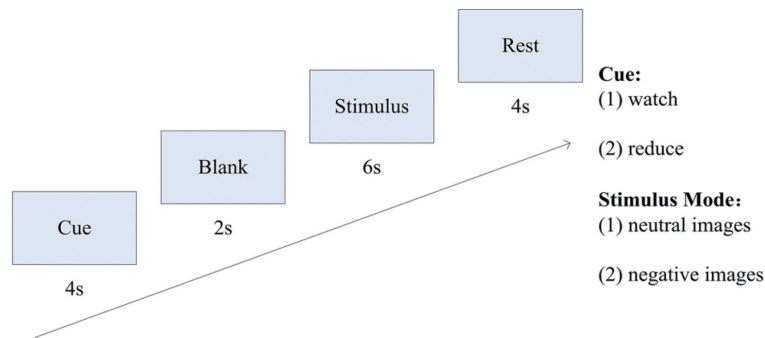 Cue
4s
Blank
2s
Stimulus
6s
Rest
4s
Cue:
(1) watch
(2) reduce
Stimulus Mode：
(1) neutral images
(2) negative images